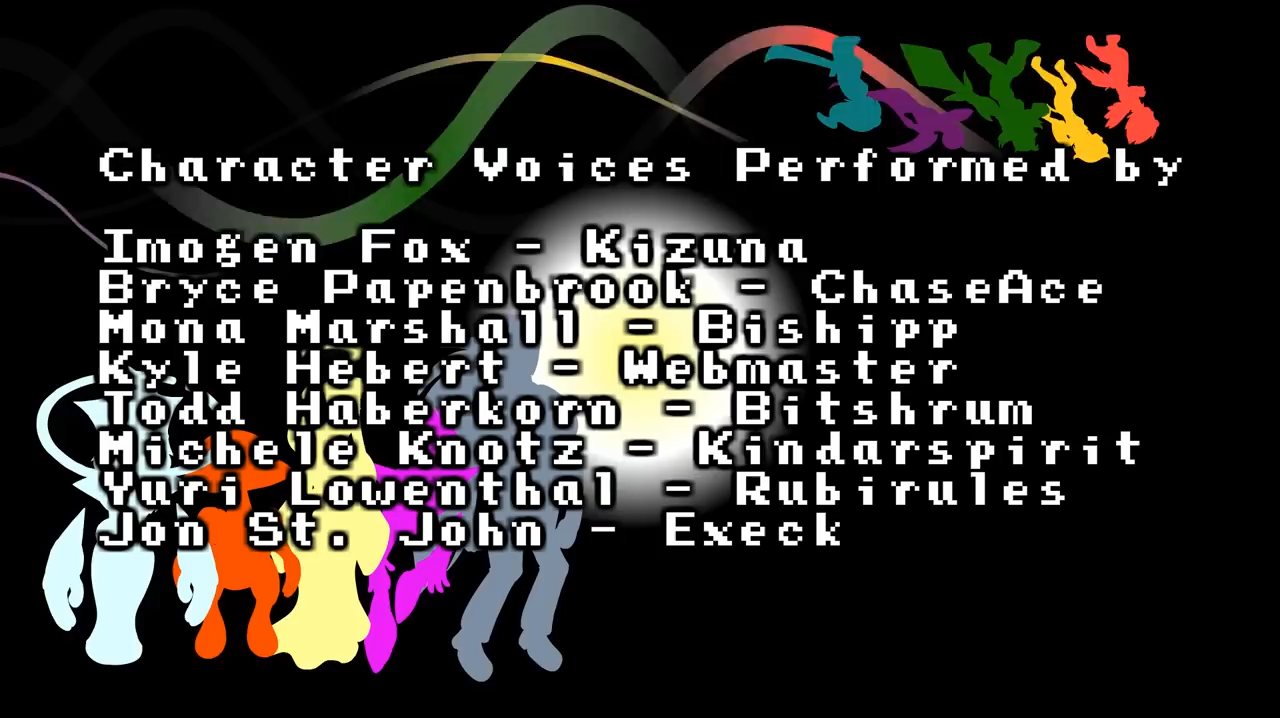 Character Voices Performed by
Imogen Fox - Kizuna
Bryce Papenbrook - ChaseAce
Mona Marshall - Bishipp
Kyle Hebert - Webmaster
Todd Haberkorn - Bitshrum
Michele Knotz - Kindarspirit
Yuri Lowenthal - Rubirules
Jon St. John - Execk